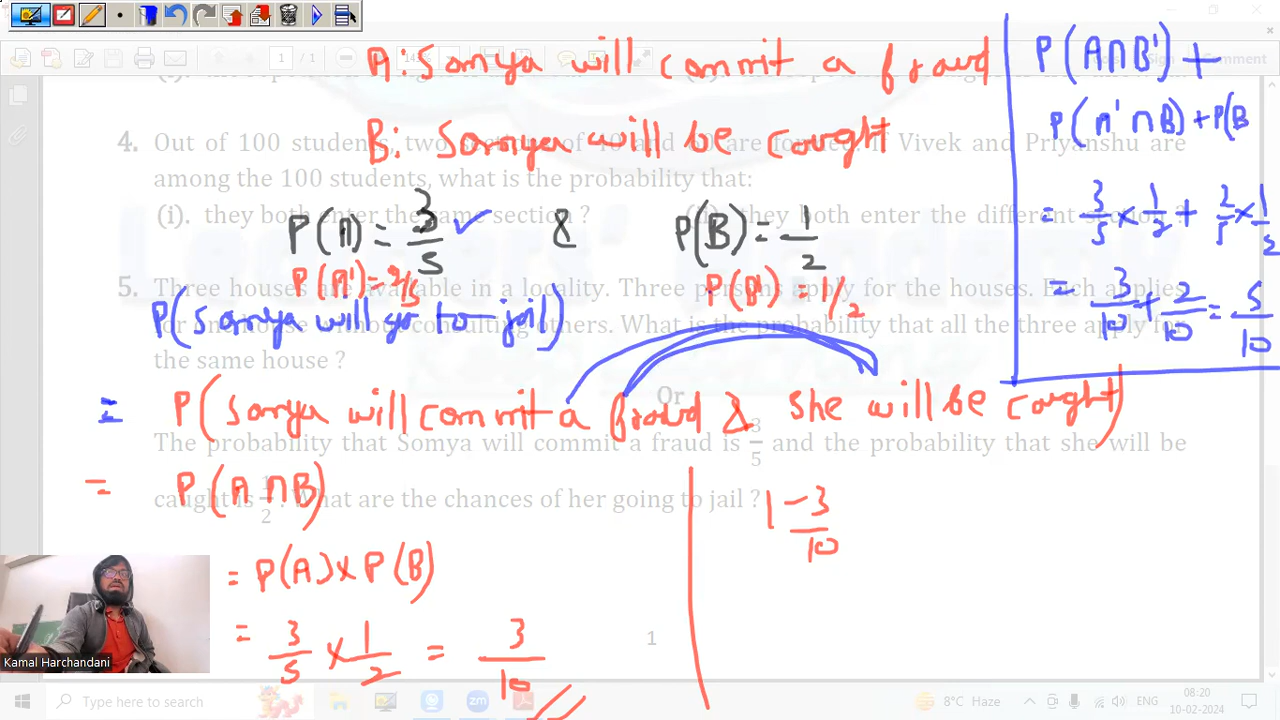 A: Somya will commit a fraud
B: Somya will be caught
P(A∩B') +
P(A'∩B) + P(B
= 3/5 × 1/2 + 2/5 × 1/2
= 3/10 + 2/10 = 5/10
4. Out of 100 students, two sections of 40 and 60 are formed. If Vivek and Priyanshu are
among the 100 students, what is the probability that:
(i). they both enter the same section ? (ii). they both enter the different section ?
P(A) = 3/5 ✓ & P(B) = 1/2
P(A') = 2/5 P(B') = 1/2
5. Three houses are available in a locality. Three persons apply for the houses. Each applies
P(Somya will go to jail)
for one house without consulting others. What is the probability that all the three apply for
the same house ?
Or
= P(Somya will commit a fraud & she will be caught)
The probability that Somya will commit a fraud is 3/5 and the probability that she will be
caught is 1/2. What are the chances of her going to jail ?
= P(A∩B)
= P(A) × P(B)
= 3/5 × 1/2 = 3/10
1 - 3/10
1
Kamal Harchandani
1 / 1
Comment
Type here to search
8°C Haze
ENG
08:20
10-02-2024